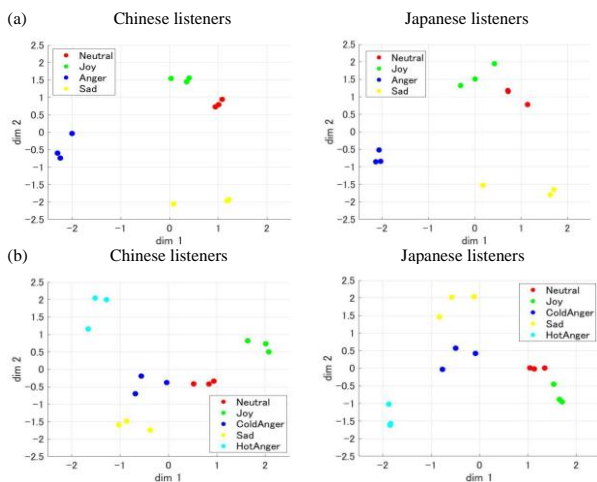 (a)
Chinese listeners
Japanese listeners
2.5
2
1.5
1
0.5
0
-0.5
-1
-1.5
-2
-2.5
dim 2
Neutral
Joy
Anger
Sad
-2
-1
0
1
2
dim 1
2.5
2
1.5
1
0.5
0
-0.5
-1
-1.5
-2
-2.5
dim 2
Neutral
Joy
Anger
Sad
-2
-1
0
1
2
dim 1
(b)
Chinese listeners
Japanese listeners
2.5
2
1.5
1
0.5
0
-0.5
-1
-1.5
-2
-2.5
dim 2
Neutral
Joy
ColdAnger
Sad
HotAnger
-2
-1
0
1
2
dim 1
2.5
2
1.5
1
0.5
0
-0.5
-1
-1.5
-2
-2.5
dim 2
Neutral
Joy
ColdAnger
Sad
HotAnger
-2
-1
0
1
2
dim 1